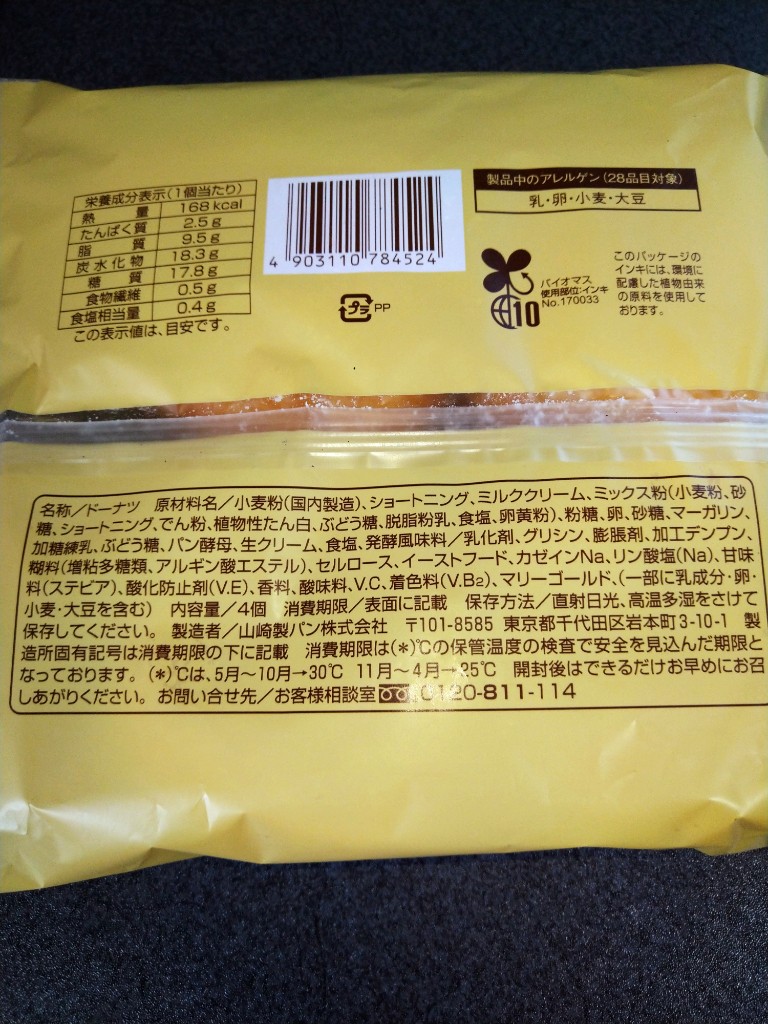 栄養成分表示(1個当たり)
熱量 168kcal
たんぱく質 2.5g
脂質 9.5g
炭水化物 18.3g
糖質 17.8g
食物繊維 0.5g
食塩相当量 0.4g
この表示値は、目安です。
4 903110 784524
プラ PP
製品中のアレルゲン(28品目対象)
乳・卵・小麦・大豆
10
バイオマス
使用部位:インキ
No.170033
このパッケージの
インキには、環境に
配慮した植物由来
の原料を使用して
おります。
名称/ドーナツ 原材料名/小麦粉(国内製造)、ショートニング、ミルククリーム、ミックス粉(小麦粉、砂
糖、ショートニング、でん粉、植物性たん白、ぶどう糖、脱脂粉乳、食塩、卵黄粉)、粉糖、卵、砂糖、マーガリン、
加糖練乳、ぶどう糖、パン酵母、生クリーム、食塩、発酵風味料/乳化剤、グリシン、膨脹剤、加工デンプン、
糊料(増粘多糖類、アルギン酸エステル)、セルロース、イーストフード、カゼインNa、リン酸塩(Na)、甘味
料(ステビア)、酸化防止剤(V.E)、香料、酸味料、V.C、着色料(V.B₂)、マリーゴールド、(一部に乳成分・卵・
小麦・大豆を含む) 内容量/4個 消費期限/表面に記載 保存方法/直射日光、高温多湿をさけて
保存してください。 製造者/山崎製パン株式会社 〒101-8585 東京都千代田区岩本町3-10-1 製
造所固有記号は消費期限の下に記載 消費期限は(*)℃の保管温度の検査で安全を見込んだ期限と
なっております。(*)℃は、5月～10月→30℃ 11月～4月→25℃ 開封後はできるだけお早めにお召
しあがりください。 お問い合せ先/お客様相談室 0120-811-114